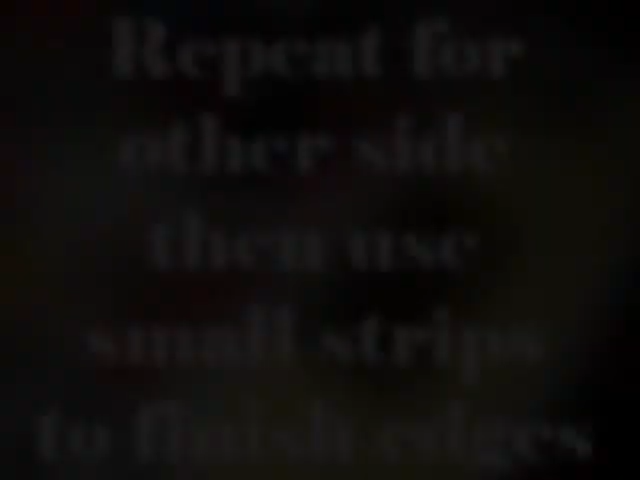 Repeat for
other side
then use
small strips
to finish edges